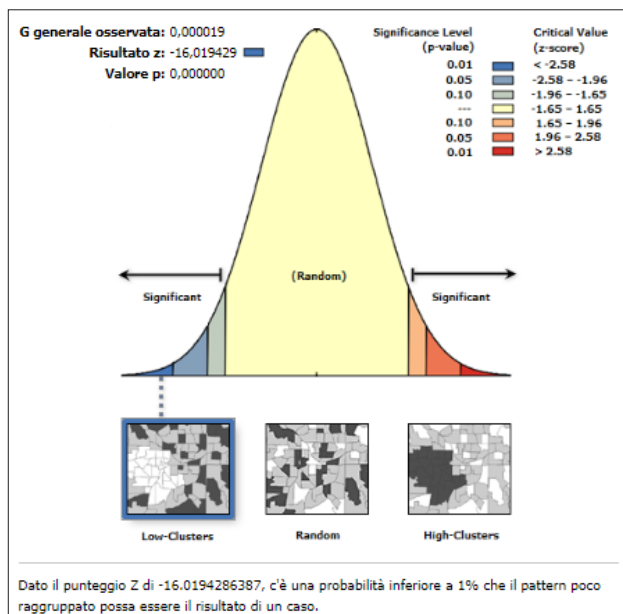 G generale osservata: 0,000019
Risultato z: -16,019429
Valore p: 0,000000
Significance Level
(p-value)
Critical Value
(z-score)
0.01 < -2.58
0.05 -2.58 – -1.96
0.10 -1.96 – -1.65
--- -1.65 – 1.65
0.10 1.65 – 1.96
0.05 1.96 – 2.58
0.01 > 2.58
Significant
(Random)
Significant
Low-Clusters
Random
High-Clusters
Dato il punteggio Z di -16.0194286387, c'è una probabilità inferiore a 1% che il pattern poco
raggruppato possa essere il risultato di un caso.